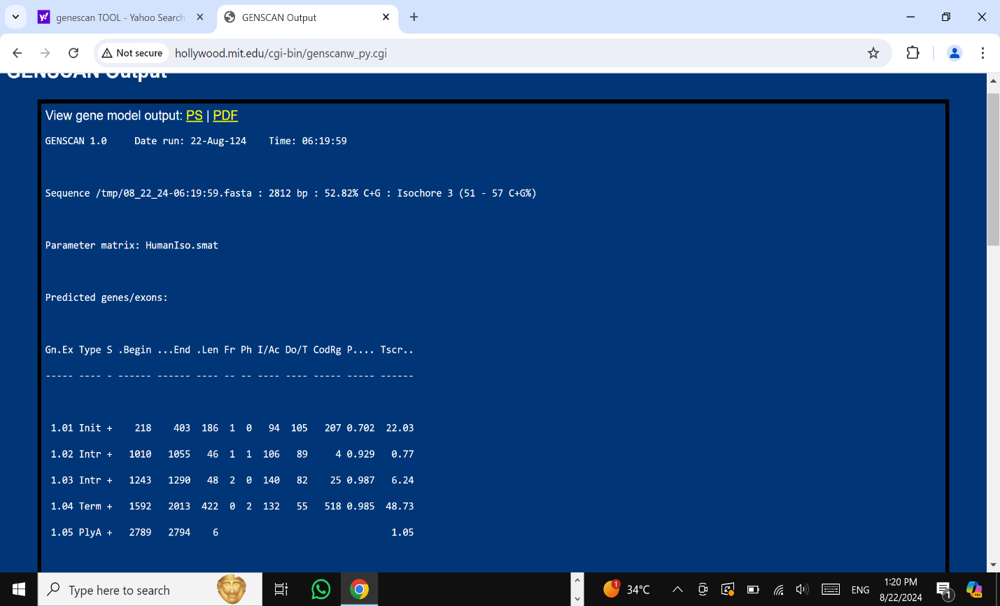 genescan TOOL - Yahoo Search
GENSCAN Output
Not secure
hollywood.mit.edu/cgi-bin/genscanw_py.cgi
GENSCAN Output
View gene model output: PS | PDF
GENSCAN 1.0 Date run: 22-Aug-124 Time: 06:19:59
Sequence /tmp/08_22_24-06:19:59.fasta : 2812 bp : 52.82% C+G : Isochore 3 (51 - 57 C+G%)
Parameter matrix: HumanIso.smat
Predicted genes/exons:
Gn.Ex Type S .Begin ...End .Len Fr Ph I/Ac Do/T CodRg P.... Tscr..
----- ---- - ------ ------ ---- -- -- ---- ---- ----- ----- ------
1.01 Init + 218 403 186 1 0 94 105 207 0.702 22.03
1.02 Intr + 1010 1055 46 1 1 106 89 4 0.929 0.77
1.03 Intr + 1243 1290 48 2 0 140 82 25 0.987 6.24
1.04 Term + 1592 2013 422 0 2 132 55 518 0.985 48.73
1.05 PlyA + 2789 2794 6 1.05
Type here to search
1
34°C
ENG
1:20 PM
8/22/2024
1
PRE